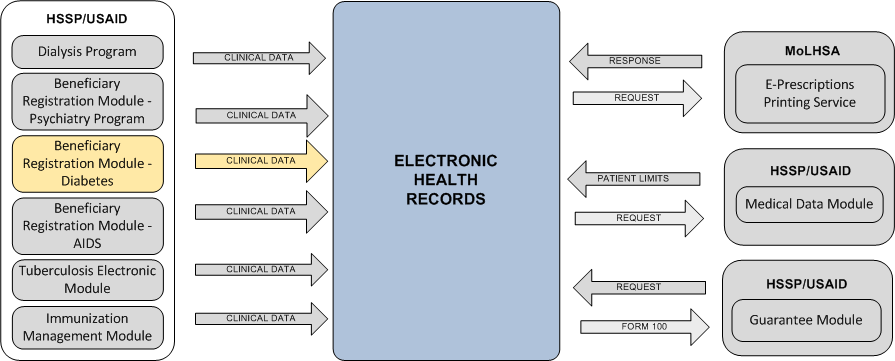 HSSP/USAID
Dialysis Program
Beneficiary
Registration Module -
Psychiatry Program
Beneficiary
Registration Module -
Diabetes
Beneficiary
Registration Module -
AIDS
Tuberculosis Electronic
Module
Immunization
Management Module
CLINICAL DATA
CLINICAL DATA
CLINICAL DATA
CLINICAL DATA
CLINICAL DATA
CLINICAL DATA
ELECTRONIC
HEALTH
RECORDS
RESPONSE
REQUEST
PATIENT LIMITS
REQUEST
REQUEST
FORM 100
MoLHSA
E-Prescriptions
Printing Service
HSSP/USAID
Medical Data Module
HSSP/USAID
Guarantee Module